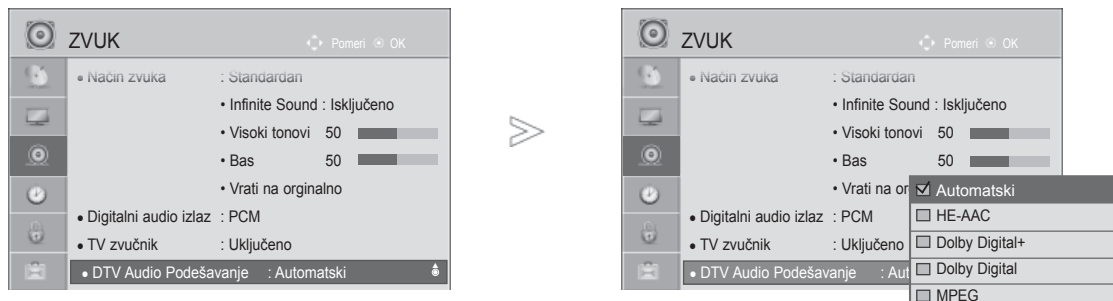 ZVUK
Pomeri OK
• Način zvuka : Standardan
• Infinite Sound : Isključeno
• Visoki tonovi 50
• Bas 50
• Vrati na orginalno
• Digitalni audio izlaz : PCM
• TV zvučnik : Uključeno
• DTV Audio Podešavanje : Automatski
ZVUK
Pomeri OK
• Način zvuka : Standardan
• Infinite Sound : Isključeno
• Visoki tonovi 50
• Bas 50
• Vrati na or
• Digitalni audio izlaz : PCM
• TV zvučnik : Uključeno
• DTV Audio Podešavanje : Aut
Automatski
HE-AAC
Dolby Digital+
Dolby Digital
MPEG